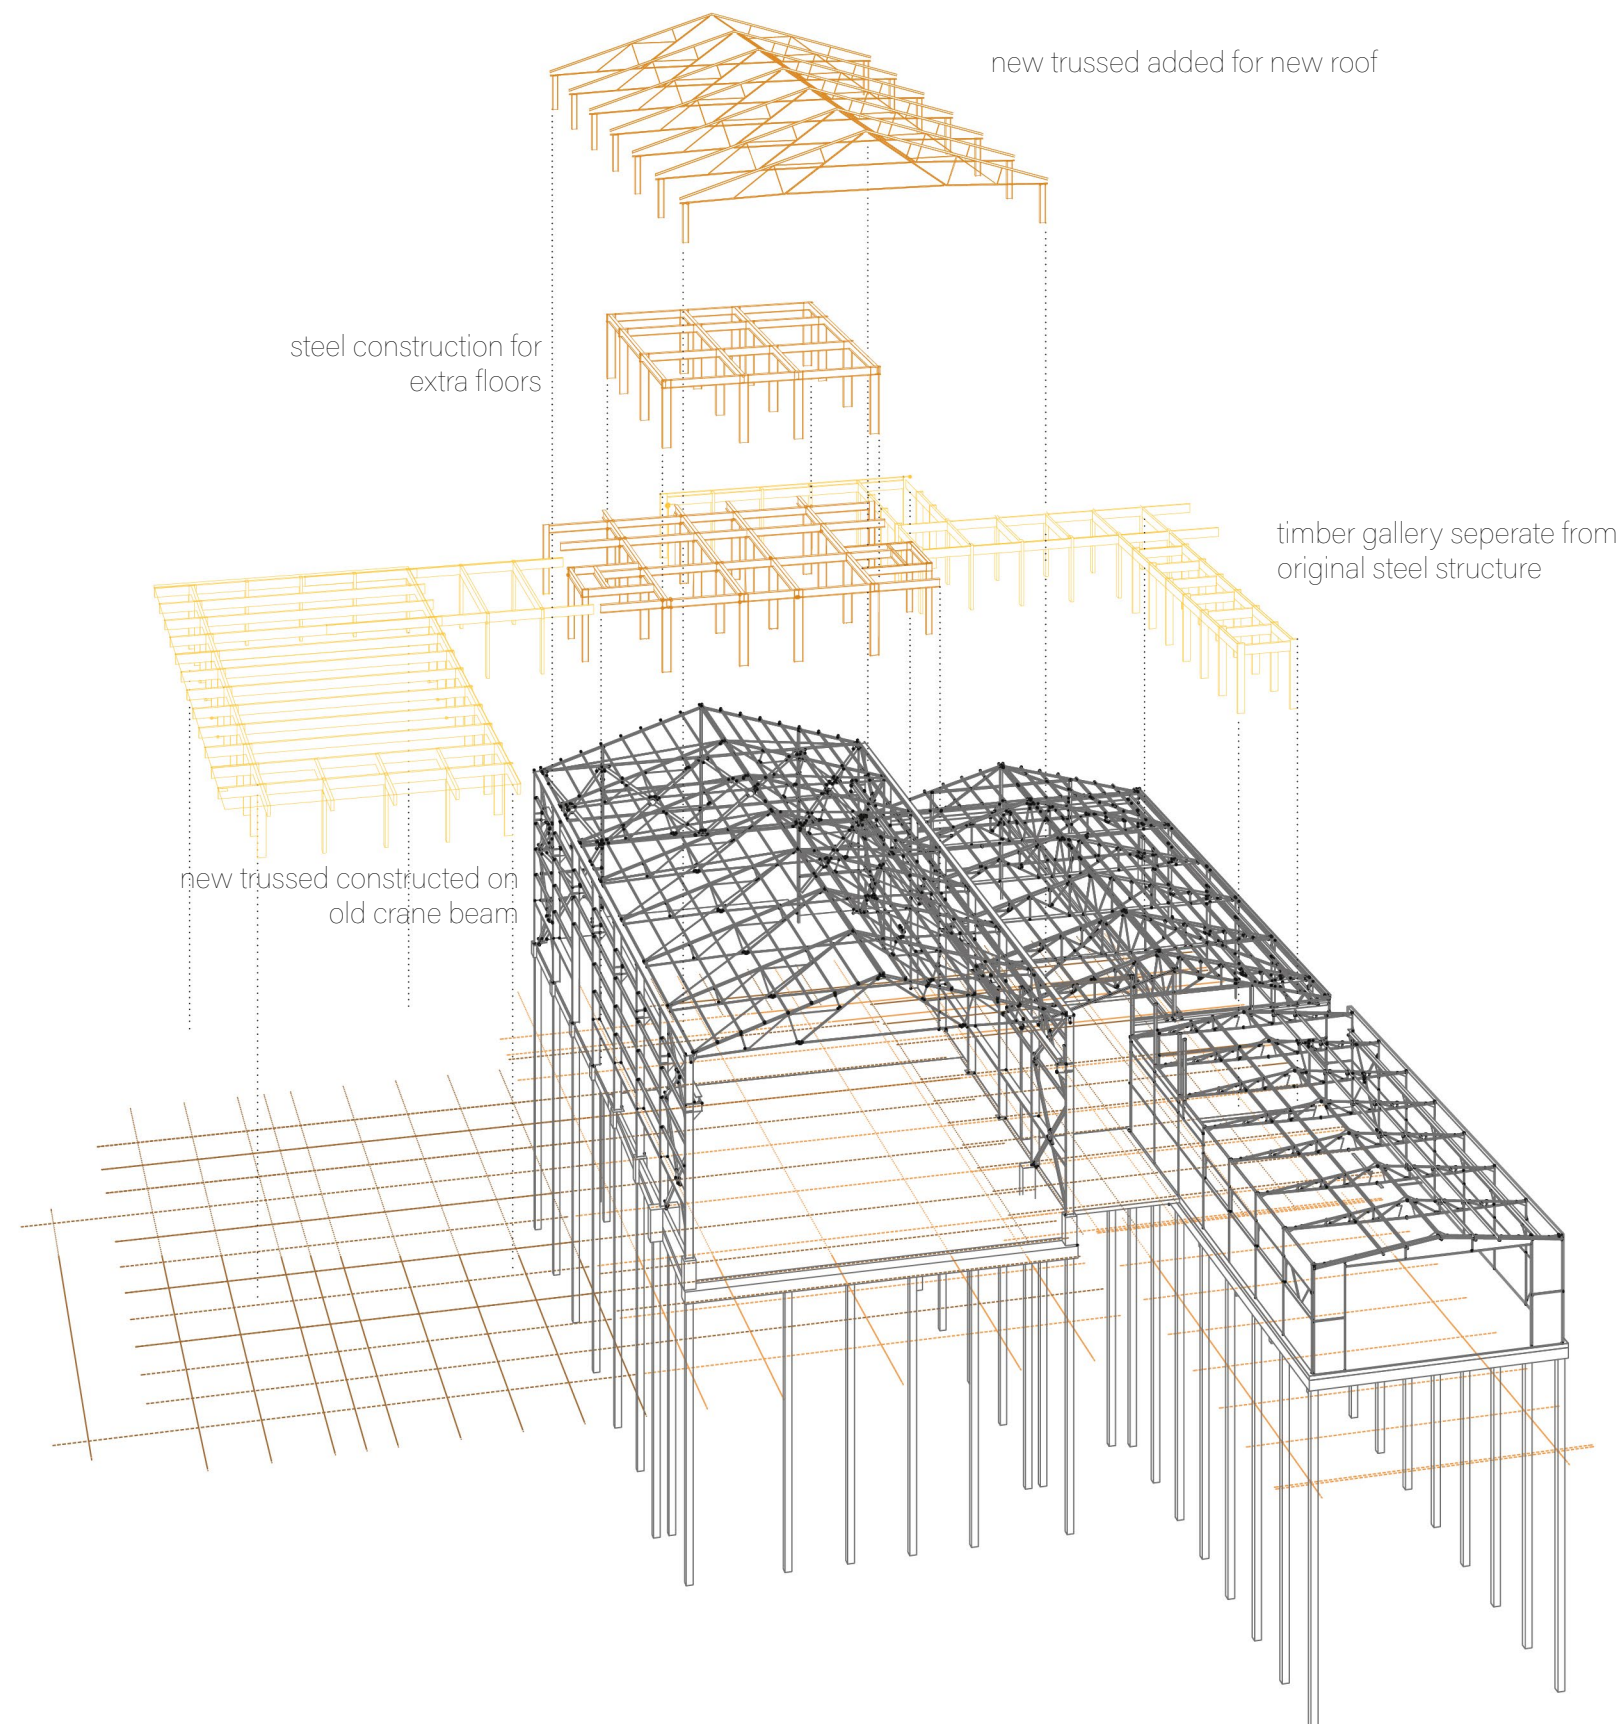 new trussed added for new roof
steel construction for
extra floors
timber gallery seperate from
original steel structure
new trussed constructed on
old crane beam